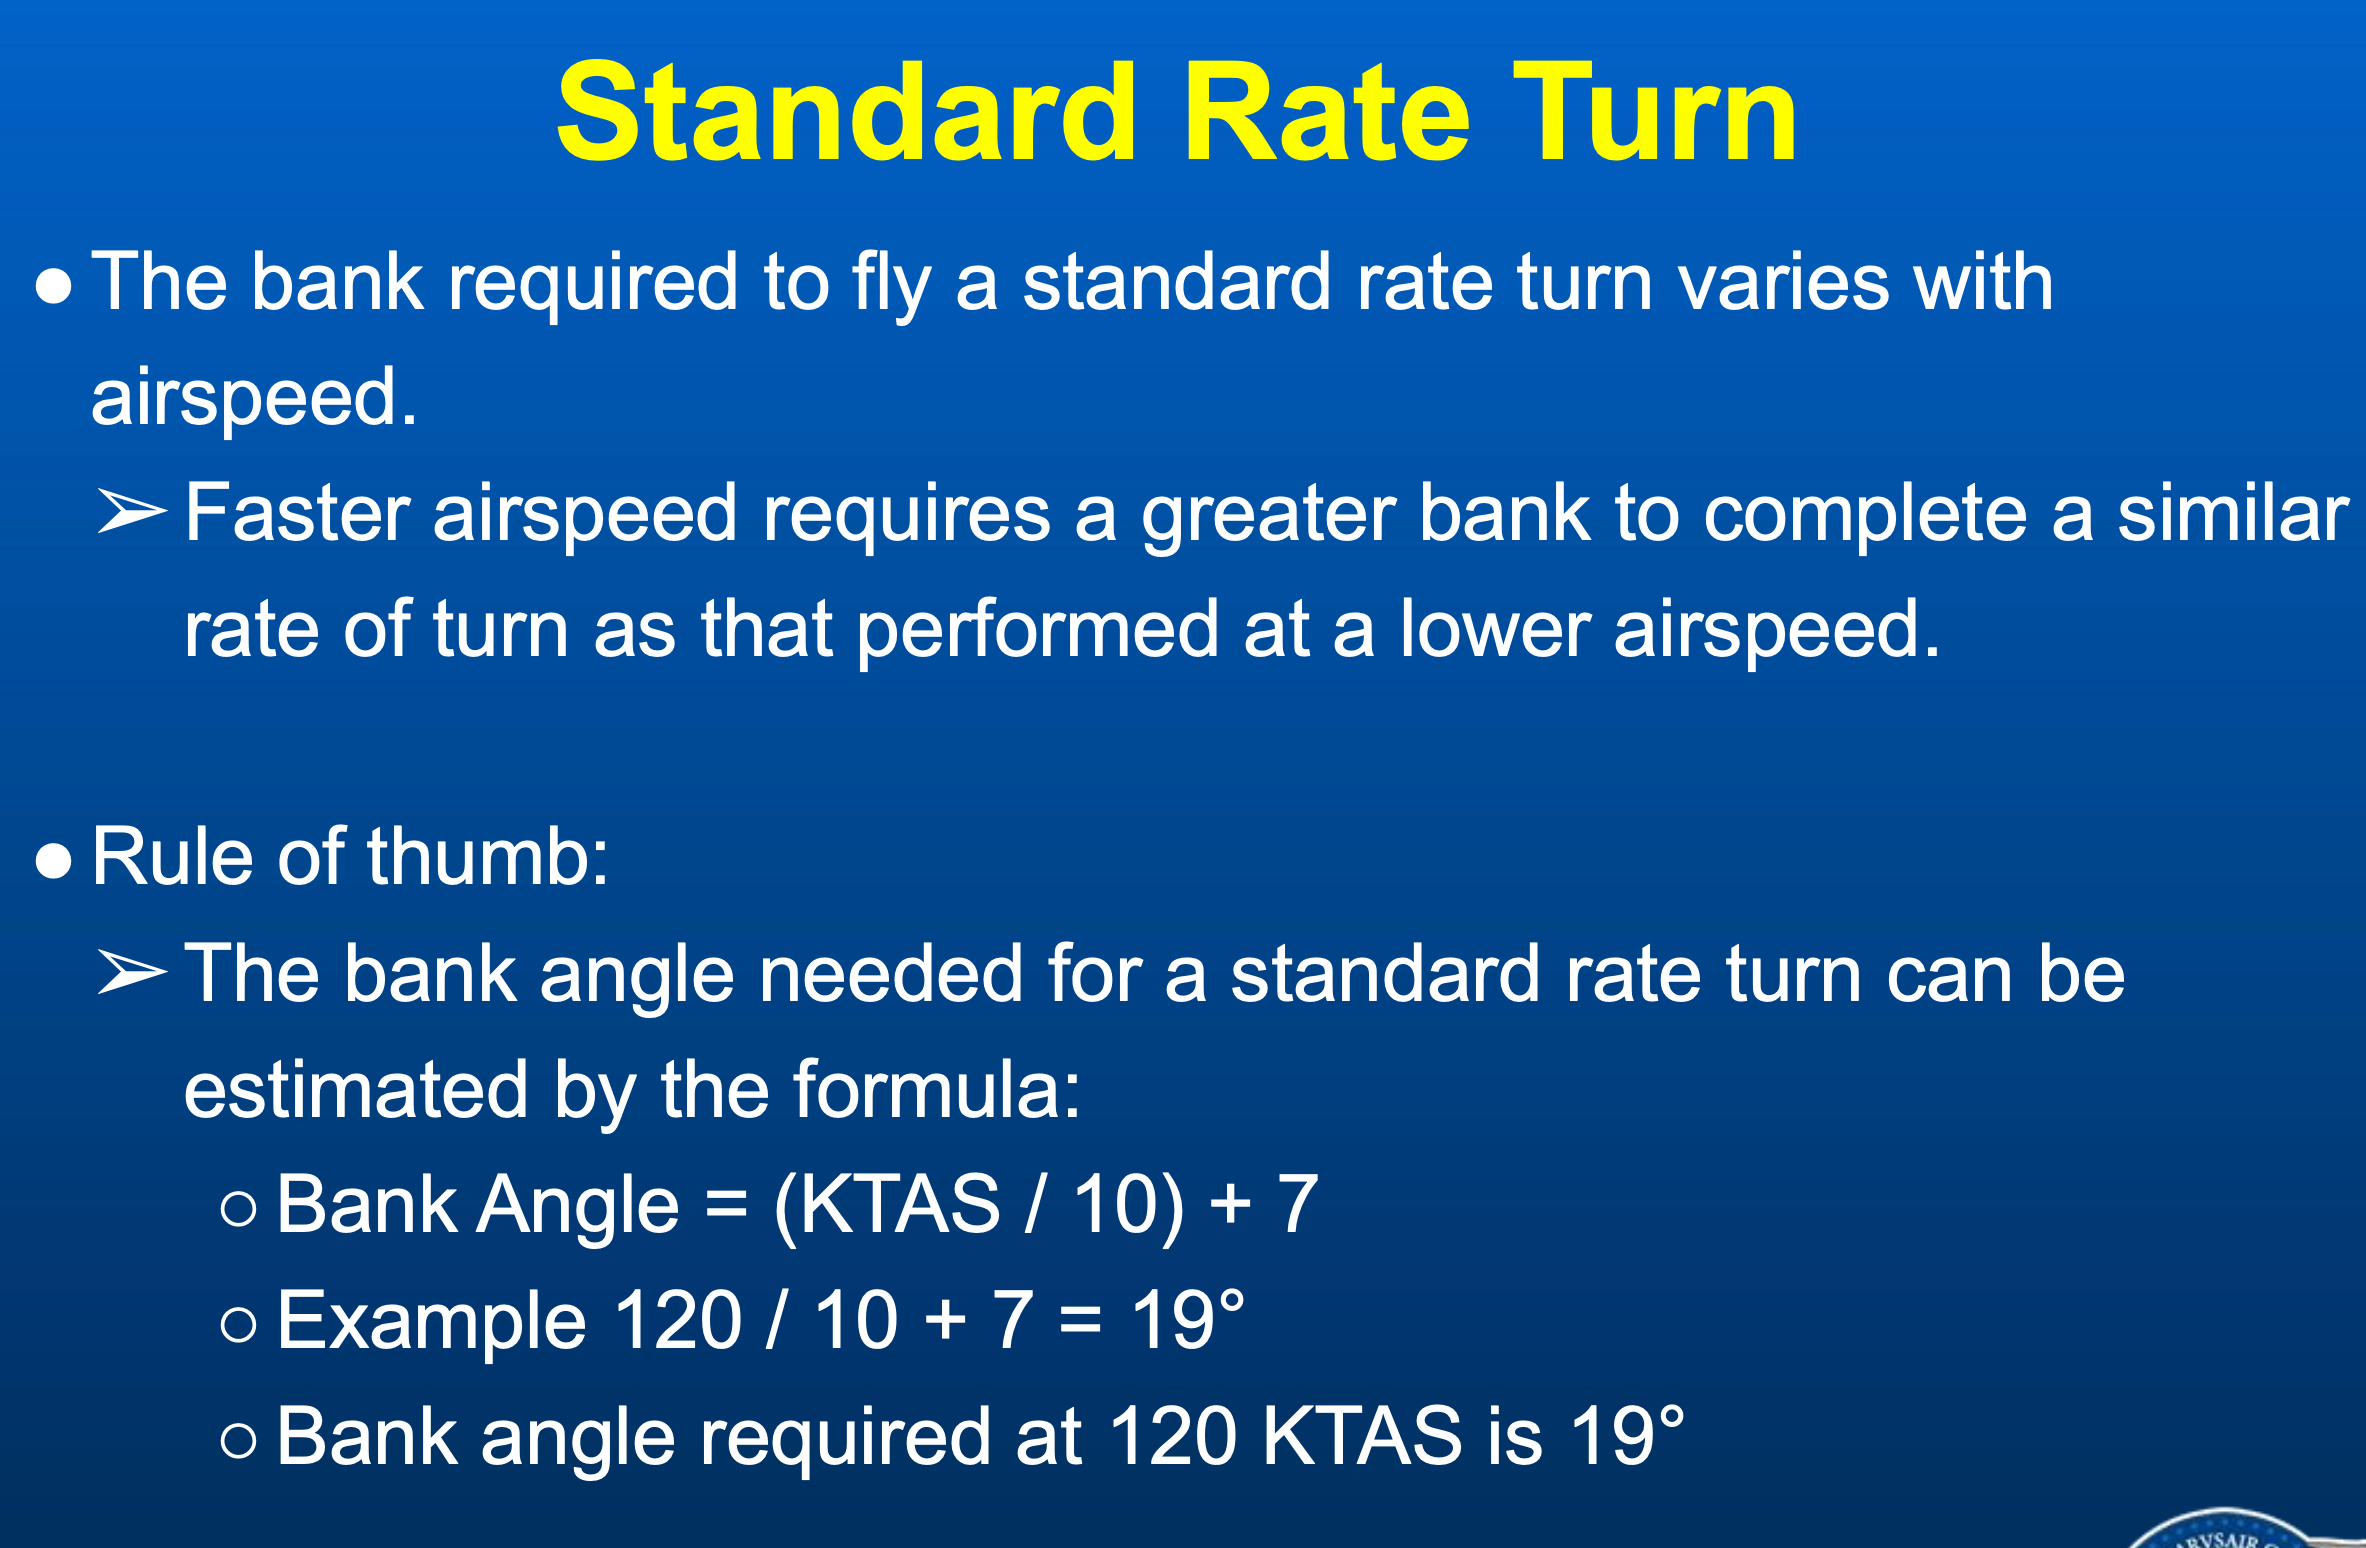 Standard Rate Turn
● The bank required to fly a standard rate turn varies with
airspeed.
➢ Faster airspeed requires a greater bank to complete a similar
rate of turn as that performed at a lower airspeed.
● Rule of thumb:
➢ The bank angle needed for a standard rate turn can be
estimated by the formula:
○ Bank Angle = (KTAS / 10) + 7
○ Example 120 / 10 + 7 = 19°
○ Bank angle required at 120 KTAS is 19°